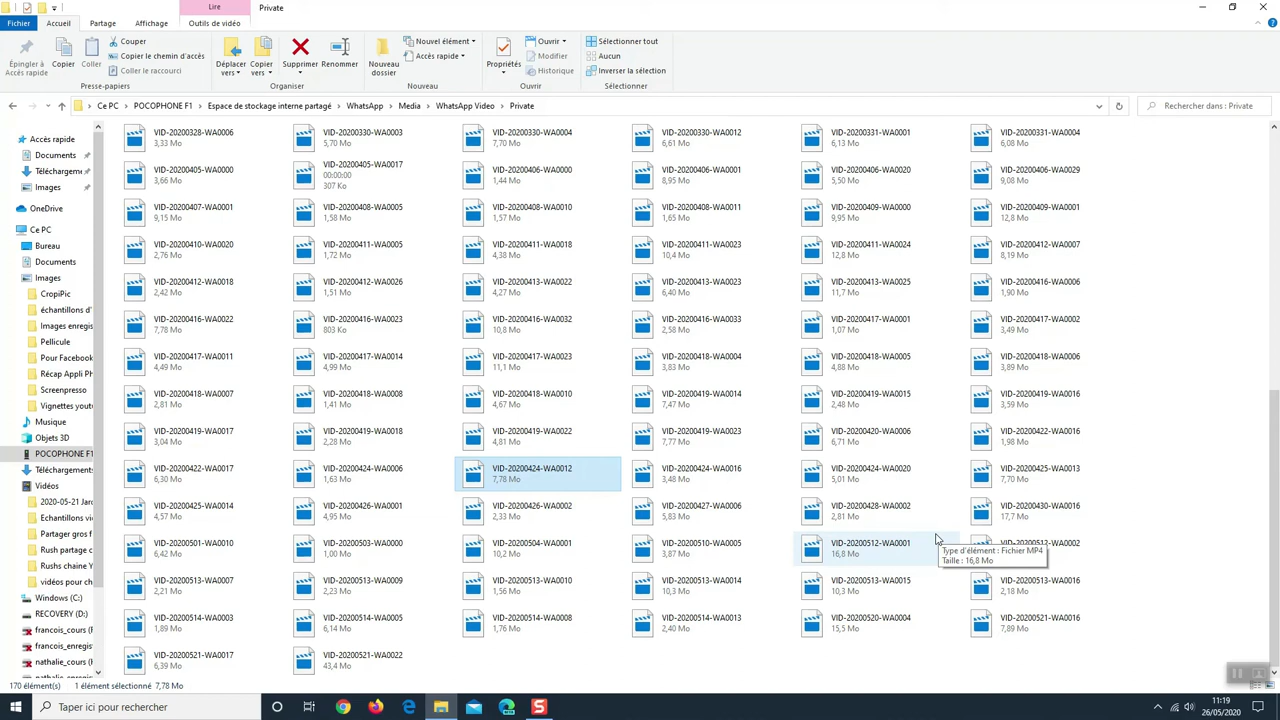 Lire
Private
Fichier
Accueil
Partage
Affichage
Outils de vidéo
Épingler à
Accès rapide
Copier
Coller
Couper
Copier le chemin d'accès
Coller le raccourci
Presse-papiers
Déplacer
vers
Copier
vers
Supprimer
Renommer
Organiser
Nouveau
dossier
Nouvel élément
Accès rapide
Nouveau
Propriétés
Ouvrir
Modifier
Historique
Ouvrir
Sélectionner tout
Aucun
Inverser la sélection
Sélectionner
Ce PC
POCOPHONE F1
Espace de stockage interne partagé
WhatsApp
Media
WhatsApp Video
Private
Rechercher dans : Private
Accès rapide
Documents
Téléchargeme
Images
OneDrive
Ce PC
Bureau
Documents
Images
CropiPic
échantillons d'
Images enregis
Pellicule
Pour Facebook
Récap Appli Ph
Screenpresso
Vignettes yout
Musique
Objets 3D
POCOPHONE F1
Téléchargements
Vidéos
2020-05-21 Jard
Echantillons vi
Partager gros f
Rush partage c
Rushs chaine Y
vidéos pour ch
Windows (C:)
RECOVERY (D:)
francois_cours (
francois_enregis
nathalie_cours (
VID-20200328-WA0006
3,33 Mo
VID-20200330-WA0003
5,70 Mo
VID-20200330-WA0004
7,70 Mo
VID-20200330-WA0012
6,61 Mo
VID-20200331-WA0001
6,13 Mo
VID-20200331-WA0004
6,08 Mo
VID-20200405-WA0000
3,66 Mo
VID-20200405-WA0017
00:00:00
307 Ko
VID-20200406-WA0000
1,44 Mo
VID-20200406-WA0001
8,95 Mo
VID-20200406-WA0020
5,50 Mo
VID-20200406-WA0029
9,08 Mo
VID-20200407-WA0001
9,15 Mo
VID-20200408-WA0005
1,58 Mo
VID-20200408-WA0010
1,57 Mo
VID-20200408-WA0011
1,65 Mo
VID-20200409-WA0000
9,95 Mo
VID-20200409-WA0001
12,8 Mo
VID-20200410-WA0020
2,76 Mo
VID-20200411-WA0005
1,72 Mo
VID-20200411-WA0018
4,38 Mo
VID-20200411-WA0023
10,4 Mo
VID-20200411-WA0024
12,8 Mo
VID-20200412-WA0007
8,19 Mo
VID-20200412-WA0018
2,42 Mo
VID-20200412-WA0026
1,51 Mo
VID-20200413-WA0022
4,27 Mo
VID-20200413-WA0023
6,40 Mo
VID-20200413-WA0025
11,7 Mo
VID-20200416-WA0006
1,90 Mo
VID-20200416-WA0022
7,78 Mo
VID-20200416-WA0023
803 Ko
VID-20200416-WA0032
10,8 Mo
VID-20200416-WA0033
2,58 Mo
VID-20200417-WA0001
1,07 Mo
VID-20200417-WA0002
3,49 Mo
VID-20200417-WA0011
4,49 Mo
VID-20200417-WA0014
4,99 Mo
VID-20200417-WA0023
11,1 Mo
VID-20200418-WA0004
3,83 Mo
VID-20200418-WA0005
4,88 Mo
VID-20200418-WA0006
3,89 Mo
VID-20200418-WA0007
2,81 Mo
VID-20200418-WA0008
1,41 Mo
VID-20200418-WA0010
4,67 Mo
VID-20200419-WA0014
7,47 Mo
VID-20200419-WA0015
2,48 Mo
VID-20200419-WA0016
3,59 Mo
VID-20200419-WA0017
3,04 Mo
VID-20200419-WA0018
2,28 Mo
VID-20200419-WA0022
4,81 Mo
VID-20200419-WA0023
7,77 Mo
VID-20200420-WA0006
6,71 Mo
VID-20200422-WA0016
1,98 Mo
VID-20200422-WA0017
6,30 Mo
VID-20200424-WA0006
1,63 Mo
VID-20200424-WA0012
7,78 Mo
VID-20200424-WA0016
3,48 Mo
VID-20200424-WA0020
5,01 Mo
VID-20200425-WA0013
7,70 Mo
VID-20200425-WA0014
4,57 Mo
VID-20200426-WA0001
4,95 Mo
VID-20200426-WA0002
2,33 Mo
VID-20200427-WA0006
5,83 Mo
VID-20200428-WA0002
2,81 Mo
VID-20200430-WA0016
17,7 Mo
VID-20200501-WA0010
6,42 Mo
VID-20200503-WA0000
1,00 Mo
VID-20200504-WA0001
10,2 Mo
VID-20200510-WA0005
3,87 Mo
VID-20200512-WA0001
16,8 Mo
VID-20200512-WA0002
Type d'élément : Fichier MP4
Taille : 16,8 Mo
VID-20200513-WA0007
2,21 Mo
VID-20200513-WA0009
2,23 Mo
VID-20200513-WA0010
1,56 Mo
VID-20200513-WA0014
10,3 Mo
VID-20200513-WA0015
10,3 Mo
VID-20200513-WA0016
2,18 Mo
VID-20200514-WA0003
1,89 Mo
VID-20200514-WA0005
6,14 Mo
VID-20200514-WA0008
1,76 Mo
VID-20200514-WA0013
2,40 Mo
VID-20200520-WA0004
15,5 Mo
VID-20200521-WA0016
7,89 Mo
VID-20200521-WA0017
6,39 Mo
VID-20200521-WA0022
43,4 Mo
170 élément(s)
1 élément sélectionné 7,78 Mo
Taper ici pour rechercher
11:19
26/05/2020